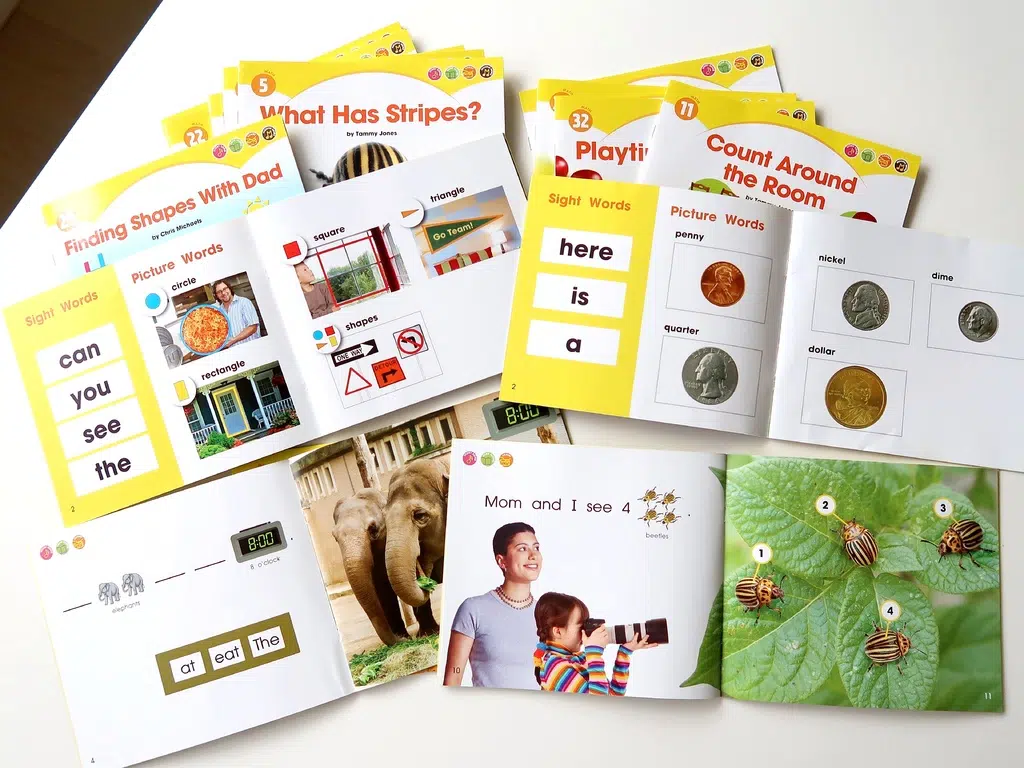 5
What Has Stripes?
by Tammy Jones
22
Finding Shapes With Dad
by Chris Michaels
32
Playti
11
Count Around
the Room
Sight Words
can
you
see
the
2
Picture Words
circle
rectangle
square
triangle
Go Team!
shapes
ONE WAY
DETOUR
Sight Words
here
is
a
2
Picture Words
penny
quarter
nickel
dime
dollar
8:00
8:00
8 o'clock
elephants
at
eat
The
4
Mom and I see 4
beetles
10
1
2
3
4
11